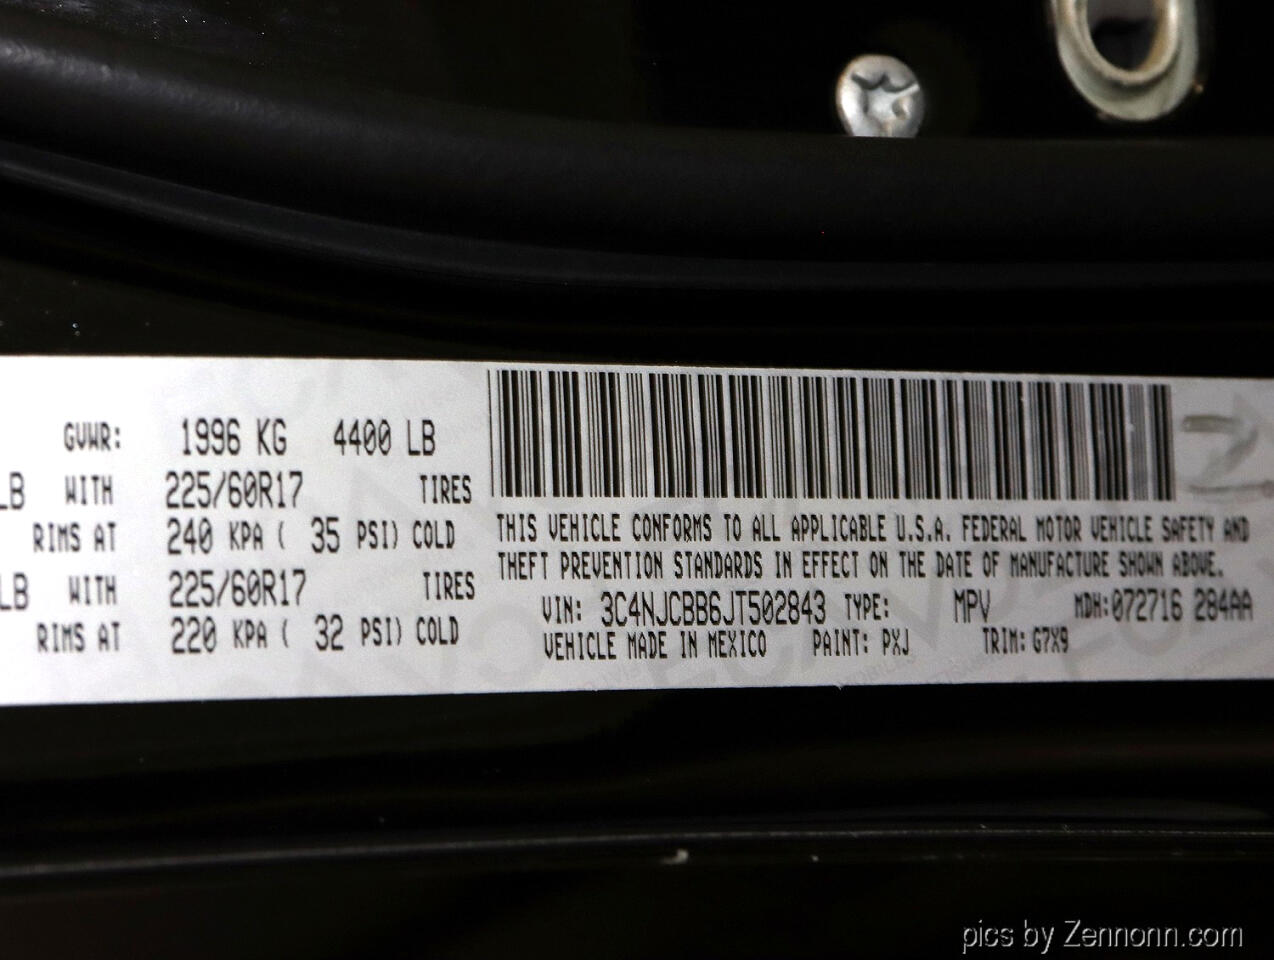 GVWR: 1996 KG 4400 LB
LB WITH 225/60R17 TIRES
RIMS AT 240 KPA ( 35 PSI) COLD
LB WITH 225/60R17 TIRES
RIMS AT 220 KPA ( 32 PSI) COLD
THIS VEHICLE CONFORMS TO ALL APPLICABLE U.S.A. FEDERAL MOTOR VEHICLE SAFETY AND
THEFT PREVENTION STANDARDS IN EFFECT ON THE DATE OF MANUFACTURE SHOWN ABOVE.
VIN: 3C4NJCBB6JT502843 TYPE: MPV MDH:072716 284AA
VEHICLE MADE IN MEXICO PAINT: PXJ TRIM: G7X9
pics by Zennonn.com